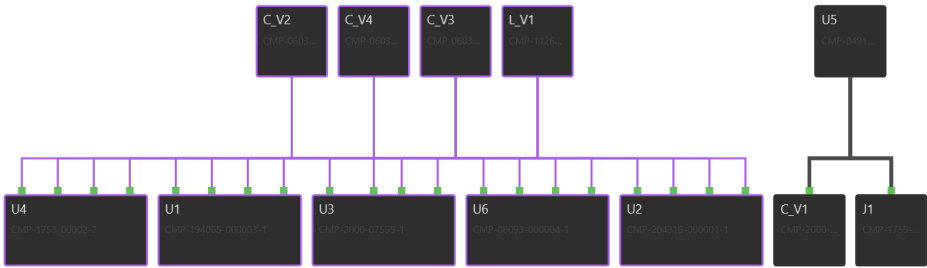 C_V2
CMP-0603...
C_V4
CMP-0603...
C_V3
CMP-0603...
L_V1
CMP-1126...
U5
CMP-0491...
U4
CMP-1753-00002-2
U1
CMP-194065-000003-1
U3
CMP-2000-07559-1
U6
CMP-08093-000004-1
U2
CMP-204316-000001-1
C_V1
CMP-2000-...
J1
CMP-1755-...